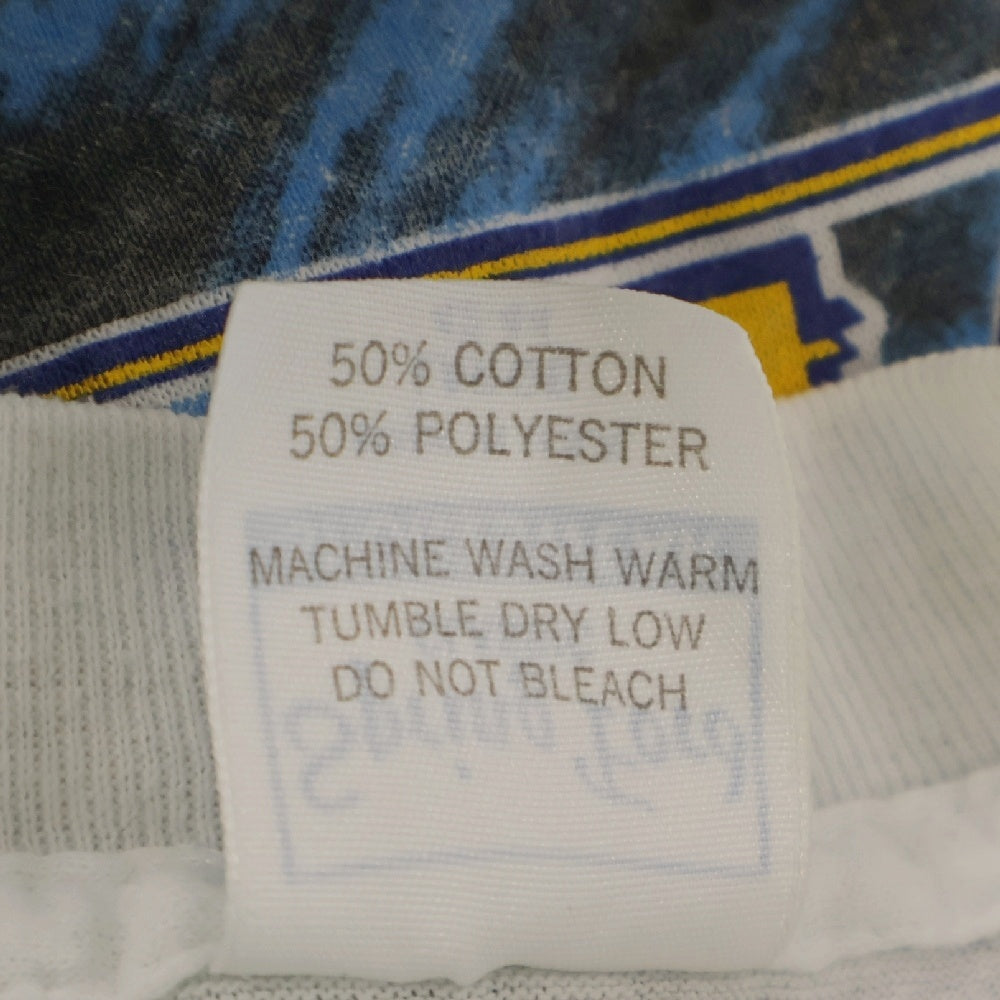 50% COTTON
50% POLYESTER
MACHINE WASH WARM
TUMBLE DRY LOW
DO NOT BLEACH